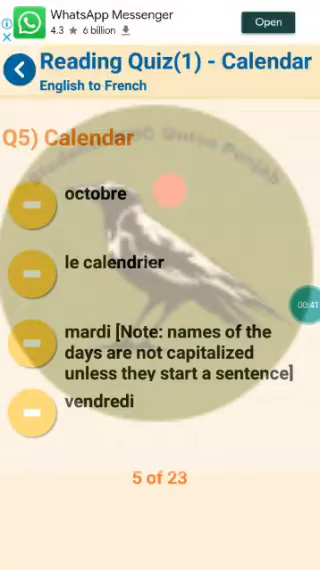 WhatsApp Messenger
4.3 ★ 6 billion
Open
Reading Quiz(1) - Calendar
English to French
Q5) Calendar
octobre
le calendrier
00:41
mardi [Note: names of the
days are not capitalized
unless they start a sentence]
vendredi
5 of 23